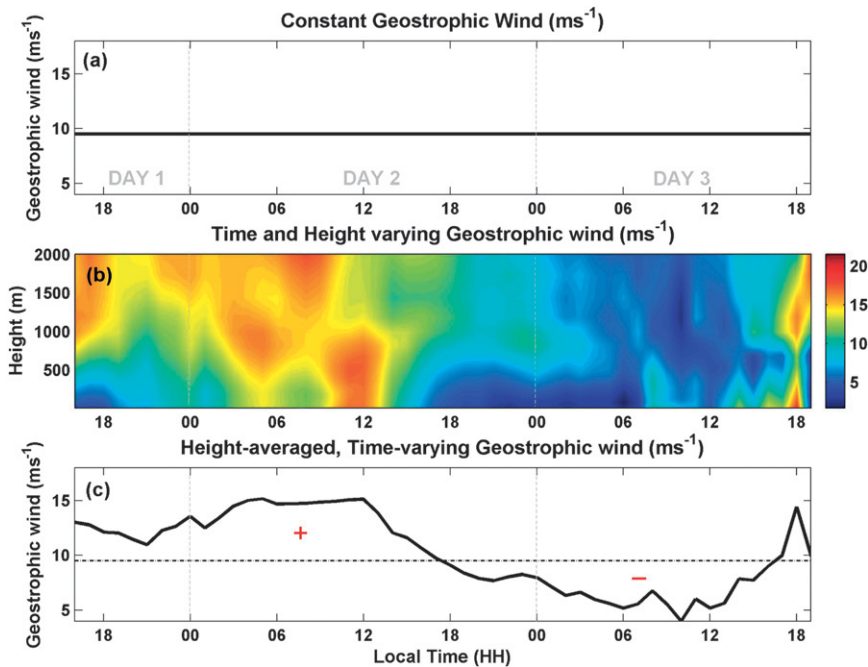 Constant Geostrophic Wind (ms⁻¹)
Geostrophic wind (ms⁻¹)
15
10
5
(a)
DAY 1 DAY 2 DAY 3
18 00 06 12 18 00 06 12 18
Time and Height varying Geostrophic wind (ms⁻¹)
Height (m)
2000
1500
1000
500
(b)
20
15
10
5
18 00 06 12 18 00 06 12 18
Height-averaged, Time-varying Geostrophic wind (ms⁻¹)
Geostrophic wind (ms⁻¹)
15
10
5
(c)
+
−
18 00 06 12 18 00 06 12 18
Local Time (HH)